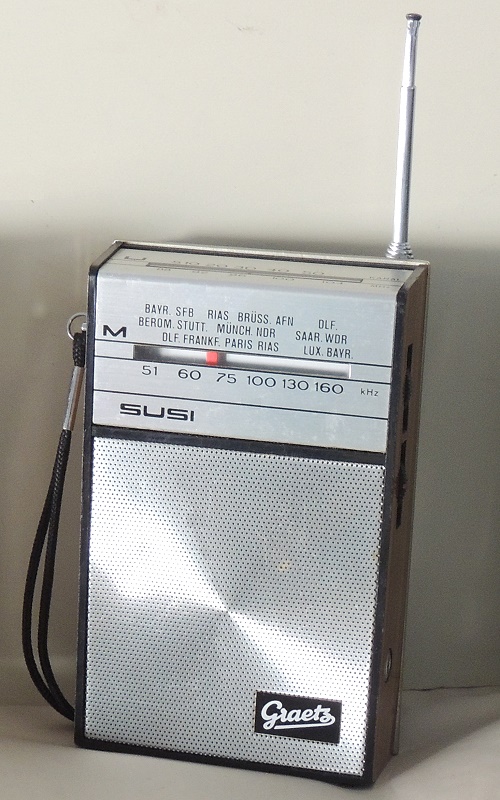 U
BAYR. SFB RIAS BRÜSS. AFN DLF.
BEROM. STUTT. MÜNCH. NDR SAAR. WDR
DLF. FRANKF. PARIS RIAS LUX. BAYR.
M
51 60 75 100 130 160 kHz
SUSI
Graetz